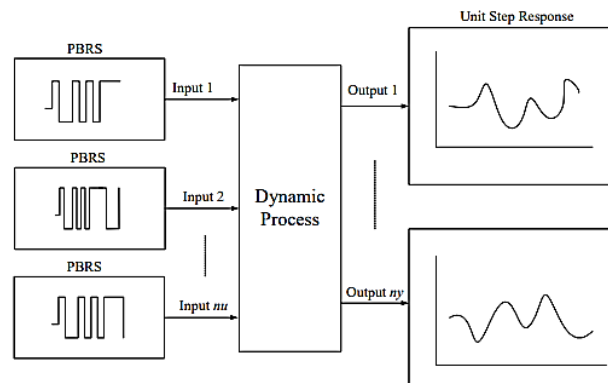 Unit Step Response
PBRS
Input 1
Output 1
PBRS
Input 2
Dynamic
Process
PBRS
Input nu
Output ny